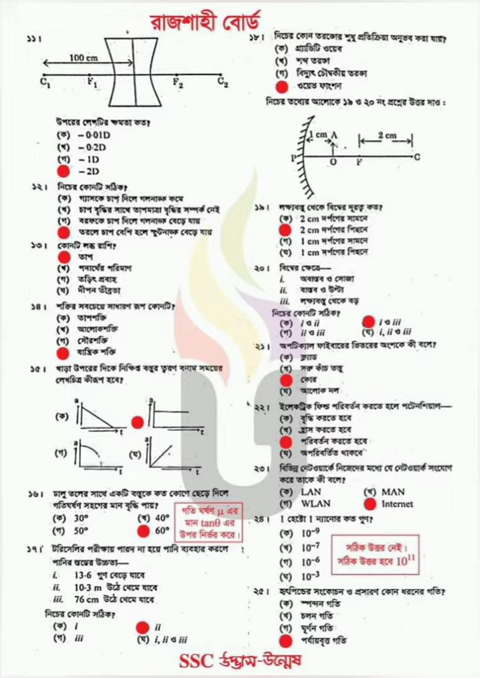 রাজশাহী বোর্ড
১১।
100 cm
C₁ F₁ F₂ C₂
উপরের লেন্সটির ক্ষমতা কত?
(ক) – 0·01D
(খ) – 0·2D
(গ) – 1D
– 2D
১২। নিচের কোনটি সঠিক?
(ক) গ্যাসকে চাপ দিলে গলনাঙ্ক কমে
(খ) চাপ বৃদ্ধির সাথে তাপমাত্রা বৃদ্ধির সম্পর্ক নেই
(গ) বরফকে চাপ দিলে গলনাঙ্ক বেড়ে যায়
তরলে চাপ বেশি হলে স্ফুটনাঙ্ক বেড়ে যায়
১৩। কোনটি লব্ধ রাশি?
তাপ
(খ) পদার্থের পরিমাণ
(গ) তড়িৎ প্রবাহ
(ঘ) দীপন তীব্রতা
১৪। শক্তির সবচেয়ে সাধারণ রূপ কোনটি?
(ক) তাপশক্তি
(খ) আলোকশক্তি
(গ) সৌরশক্তি
যান্ত্রিক শক্তি
১৫। খাড়া উপরের দিকে নিক্ষিপ্ত বস্তুর ত্বরণ বনাম সময়ের
লেখচিত্র কীরূপ হবে?
(ক) a t a t
(গ) a t (ঘ) a t
১৬। ঢালু তলের সাথে একটি বস্তুকে কত কোণে ছেড়ে দিলে
গতিঘর্ষণ সহগের মান বৃদ্ধি পায়?
(ক) 30° (খ) 40°
(গ) 50° 60°
গতি ঘর্ষণ μ এর
মান tanθ এর
উপর নির্ভর করে।
১৭। টরিসেলির পরীক্ষায় পারদ না হয়ে পানি ব্যবহার করলে
পানির স্তম্ভের উচ্চতা—
i. 13·6 গুণ বেড়ে যাবে
ii. 10·3 m উঠে থেমে যাবে
iii. 76 cm উঠে থেমে যাবে
নিচের কোনটি সঠিক?
(ক) i ii
(গ) iii (ঘ) i, ii ও iii
১৮। নিচের কোন তরঙ্গের শুধু প্রতিক্রিয়া অনুভব করা যায়?
(ক) গ্র্যাভিটি ওয়েব
(খ) শব্দ তরঙ্গ
(গ) বিদ্যুৎ চৌম্বকীয় তরঙ্গ
ওয়েভ ফাংশন
নিচের তথ্যের আলোকে ১৯ ও ২০ নং প্রশ্নের উত্তর দাও :
1 cm A 2 cm
P O F C
১৯। লক্ষ্যবস্তু থেকে বিম্বের দূরত্ব কত?
(ক) 2 cm দর্পণের সামনে
2 cm দর্পণের পিছনে
(গ) 1 cm দর্পণের সামনে
(ঘ) 1 cm দর্পণের পিছনে
২০। বিম্বের ক্ষেত্রে–
i. অবাস্তব ও সোজা
ii. বাস্তব ও উল্টা
iii. লক্ষ্যবস্তু থেকে বড়
নিচের কোনটি সঠিক?
(ক) i ও ii i ও iii
(গ) ii ও iii (ঘ) i, ii ও iii
২১। অপটিক্যাল ফাইবারের ভিতরের অংশকে কী বলে?
(ক) ক্ল্যাড
(খ) সরু কাঁচ তন্তু
কোর
(ঘ) আলোক নল
২২। ইলেকট্রিক ফিল্ড পরিবর্তন করতে হলে পটেনশিয়াল—
(ক) বৃদ্ধি করতে হবে
(খ) হ্রাস করতে হবে
পরিবর্তন করতে হবে
(ঘ) অপরিবর্তিত থাকবে
২৩। বিভিন্ন নেটওয়ার্কে নিজেদের মধ্যে যে নেটওয়ার্ক সংযোগ
করে তাকে কী বলে?
(ক) LAN (খ) MAN
(গ) WLAN Internet
২৪। 1 হেক্টো 1 ন্যানোর কত গুণ?
(ক) 10⁻⁹
(খ) 10⁻⁷
(গ) 10⁻⁶
(ঘ) 10⁻³
সঠিক উত্তর নেই।
সঠিক উত্তর হবে 10¹¹
২৫। হৃৎপিন্ডের সংকোচন ও প্রসারণ কোন ধরনের গতি?
(ক) স্পন্দন গতি
(খ) চলন গতি
(গ) ঘূর্ণন গতি
পর্যায়বৃত্ত গতি
SSC উদ্ভাস-উন্মেষ